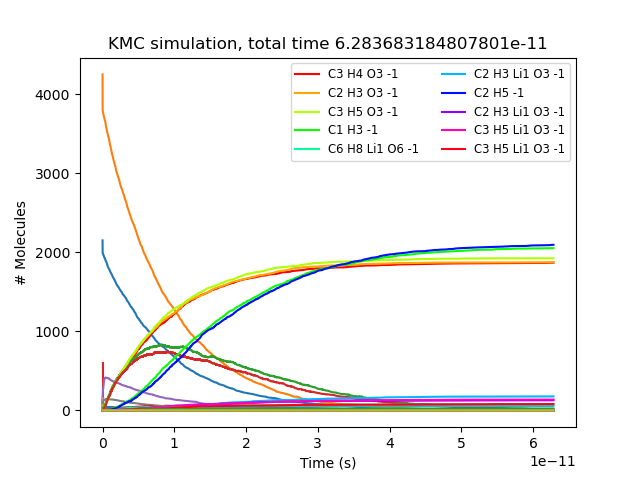 KMC simulation, total time 6.283683184807801e-11
C3 H4 O3 -1
C2 H3 O3 -1
C3 H5 O3 -1
C1 H3 -1
C6 H8 Li1 O6 -1
C2 H3 Li1 O3 -1
C2 H5 -1
C2 H3 Li1 O3 -1
C3 H5 Li1 O3 -1
C3 H5 Li1 O3 -1
# Molecules
4000
3000
2000
1000
0
0
1
2
3
4
5
6
1e−11
Time (s)